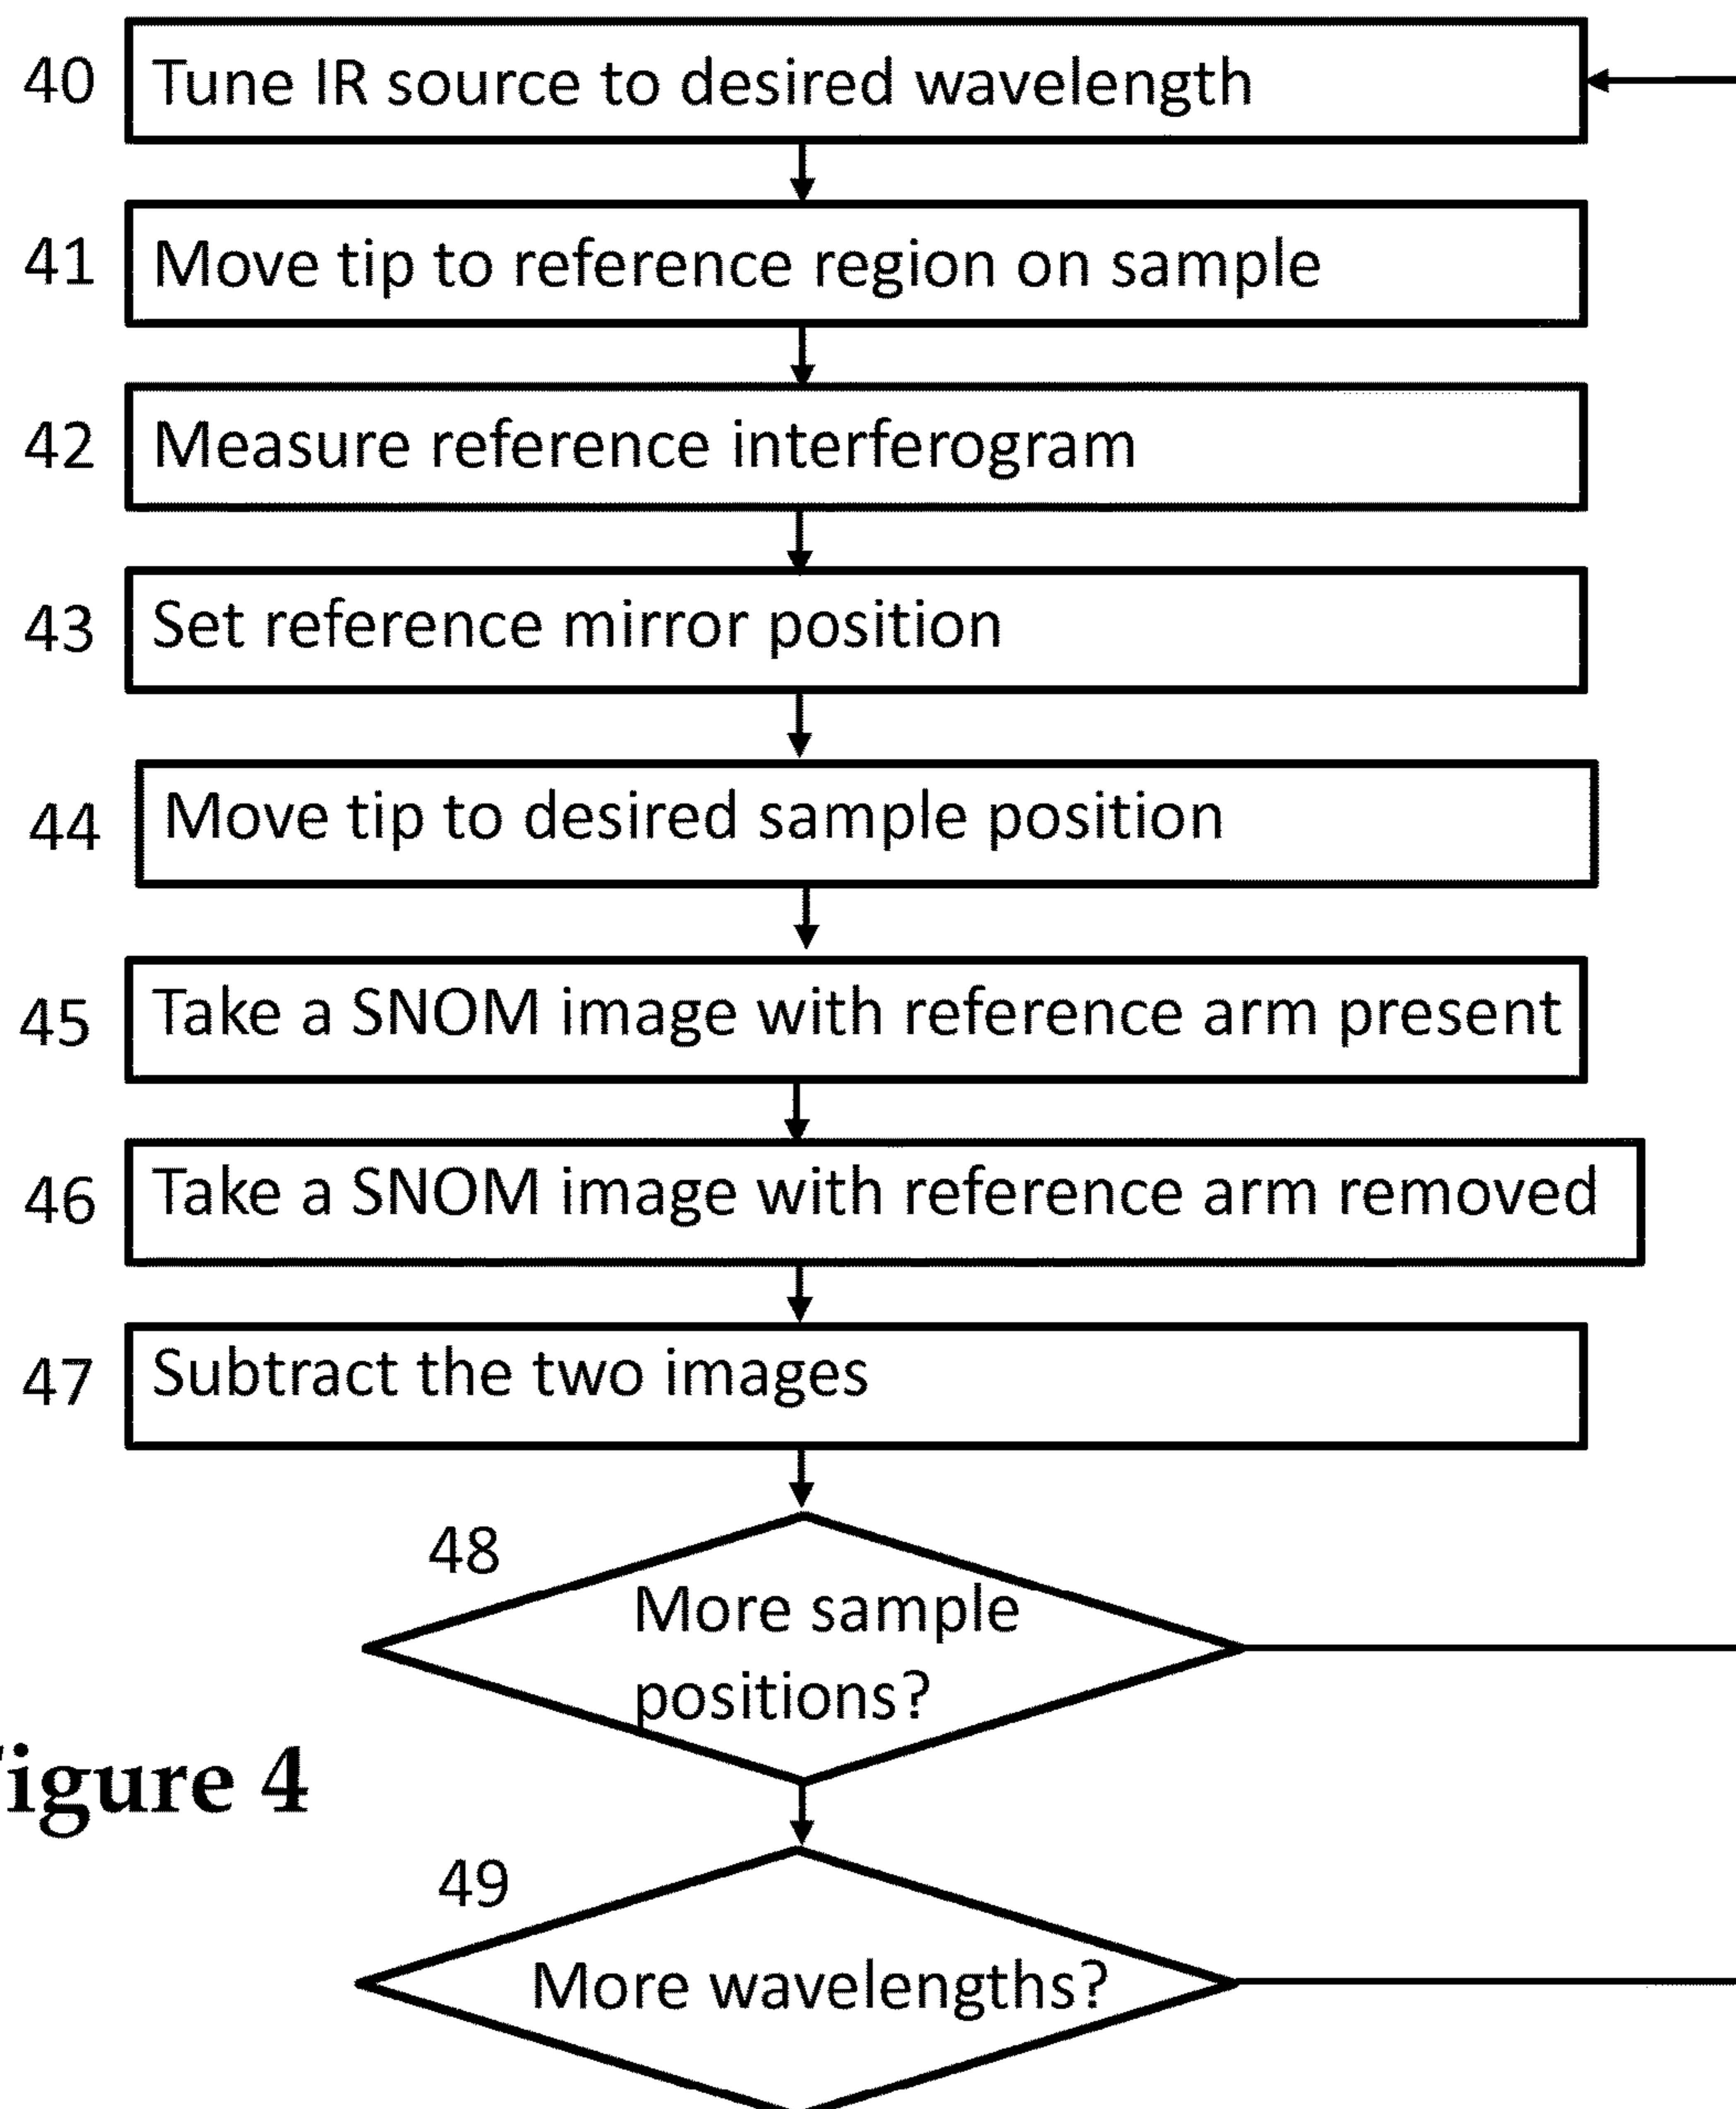 40 Tune IR source to desired wavelength
41 Move tip to reference region on sample
42 Measure reference interferogram
43 Set reference mirror position
44 Move tip to desired sample position
45 Take a SNOM image with reference arm present
46 Take a SNOM image with reference arm removed
47 Subtract the two images
48
More sample
positions?
igure 4
49
More wavelengths?